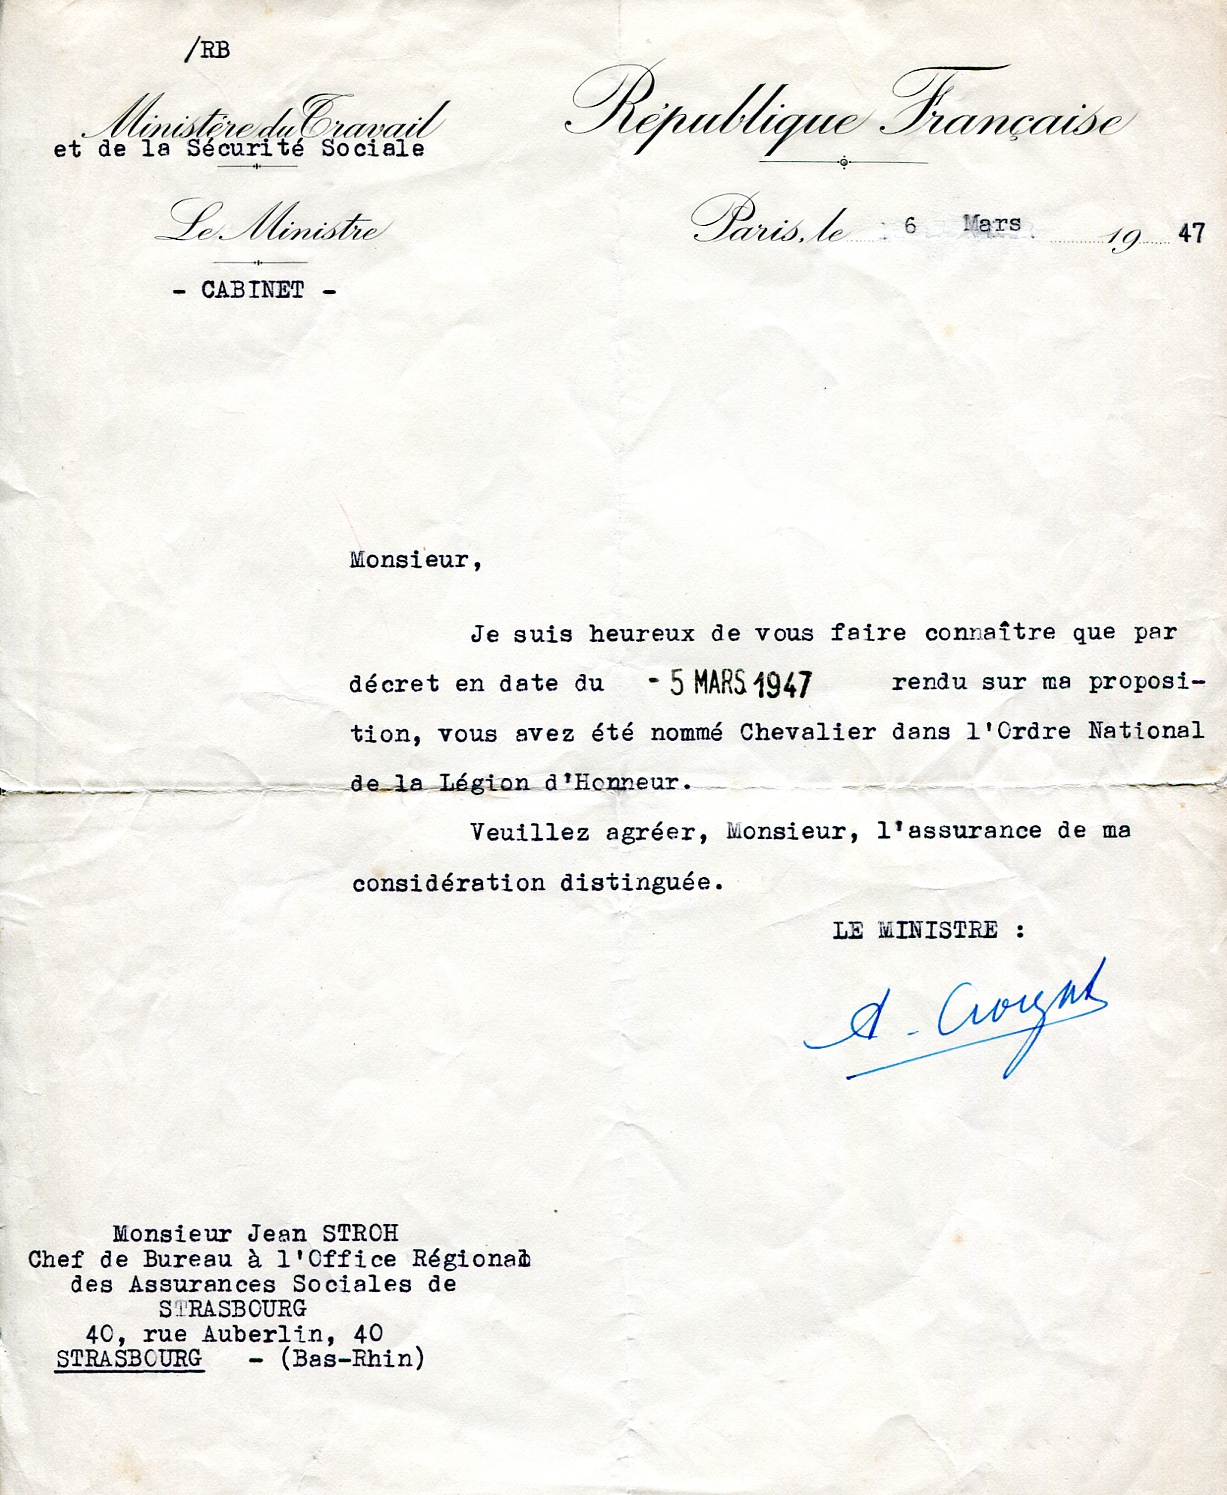 /RB
Ministère du Travail
et de la Sécurité Sociale
République Française
Le Ministre
Paris, le 6 Mars 19 47
- CABINET -
Monsieur,
Je suis heureux de vous faire connaître que par
décret en date du - 5 MARS 1947 rendu sur ma proposi-
tion, vous avez été nommé Chevalier dans l'Ordre National
de la Légion d'Honneur.
Veuillez agréer, Monsieur, l'assurance de ma
considération distinguée.
LE MINISTRE :
A. Croizat
Monsieur Jean STROH
Chef de Bureau à l'Office Régional
des Assurances Sociales de
STRASBOURG
40, rue Auberlin, 40
STRASBOURG - (Bas-Rhin)